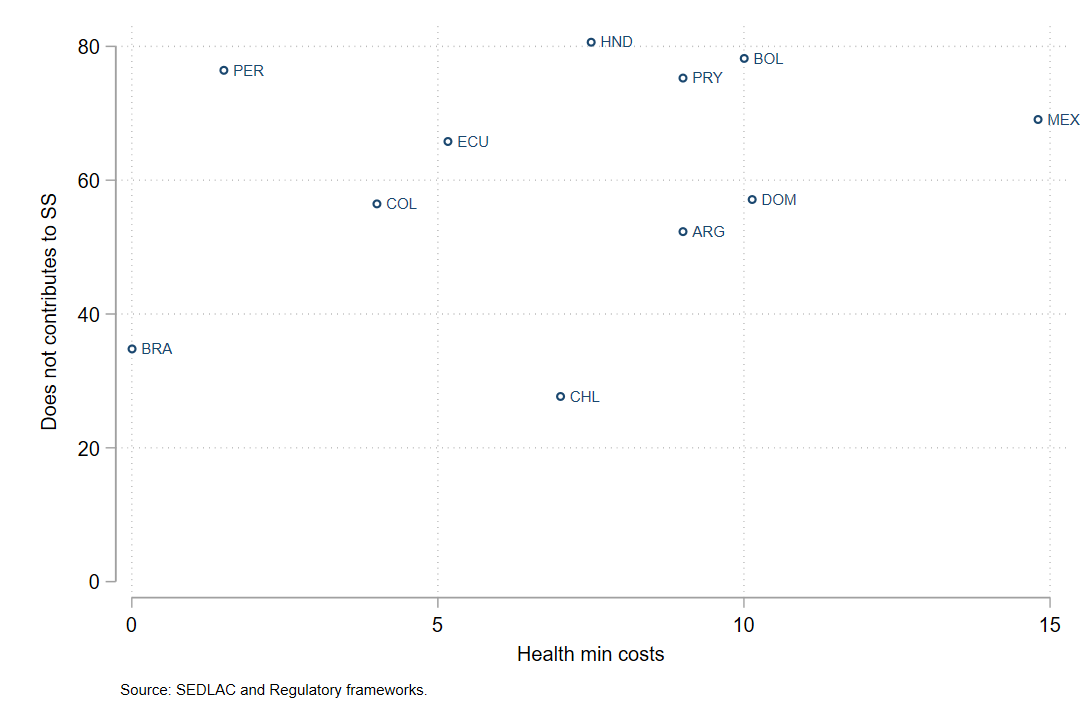 80
HND
BOL
PER
PRY
MEX
ECU
60
COL
DOM
ARG
Does not contributes to SS
40
BRA
CHL
20
0
0 5 10 15
Health min costs
Source: SEDLAC and Regulatory frameworks.